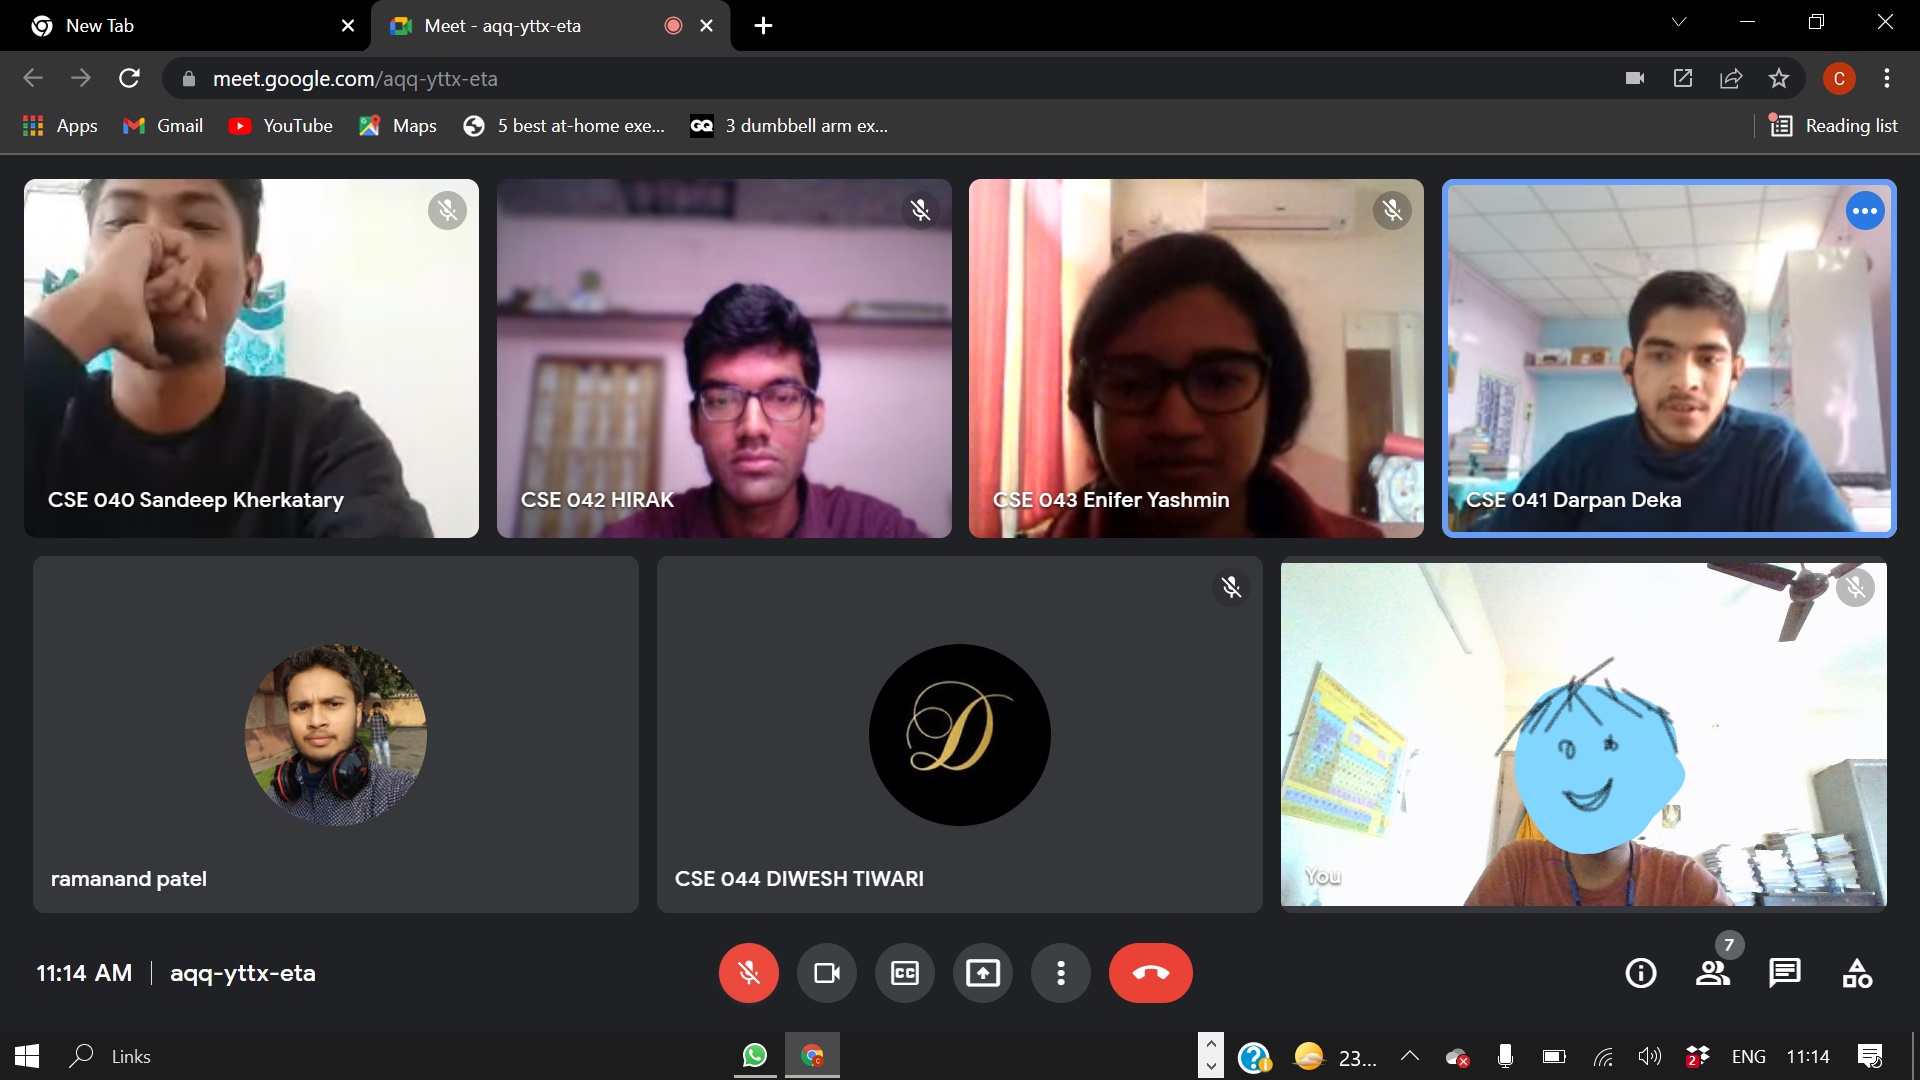 New Tab
Meet - aqq-yttx-eta
meet.google.com/aqq-yttx-eta
C
Apps
Gmail
YouTube
Maps
5 best at-home exe...
GQ
3 dumbbell arm ex...
Reading list
CSE 040 Sandeep Kherkatary
CSE 042 HIRAK
CSE 043 Enifer Yashmin
CSE 041 Darpan Deka
D
ramanand patel
CSE 044 DIWESH TIWARI
You
11:14 AM
aqq-yttx-eta
CC
7
Links
23...
2
ENG
11:14